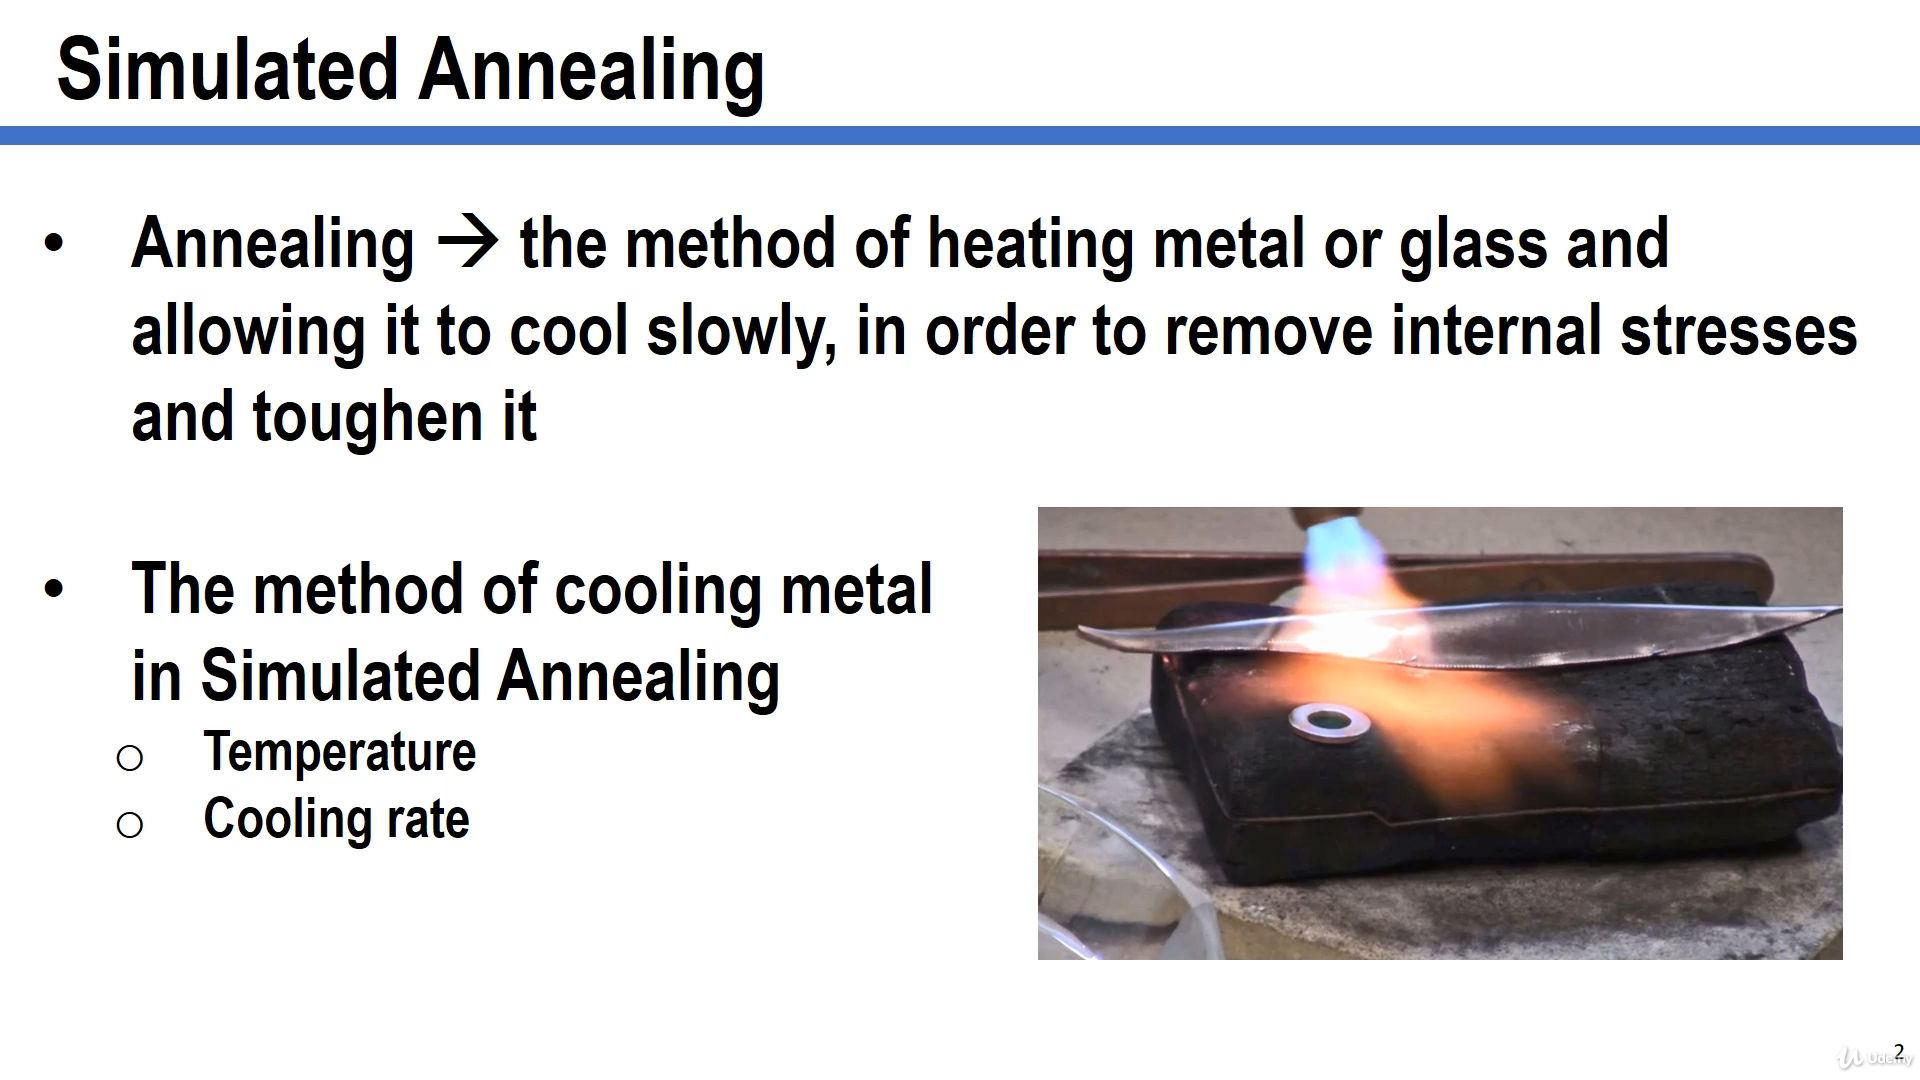 Simulated Annealing
• Annealing → the method of heating metal or glass and
allowing it to cool slowly, in order to remove internal stresses
and toughen it
• The method of cooling metal
in Simulated Annealing
o Temperature
o Cooling rate
2
Udemy